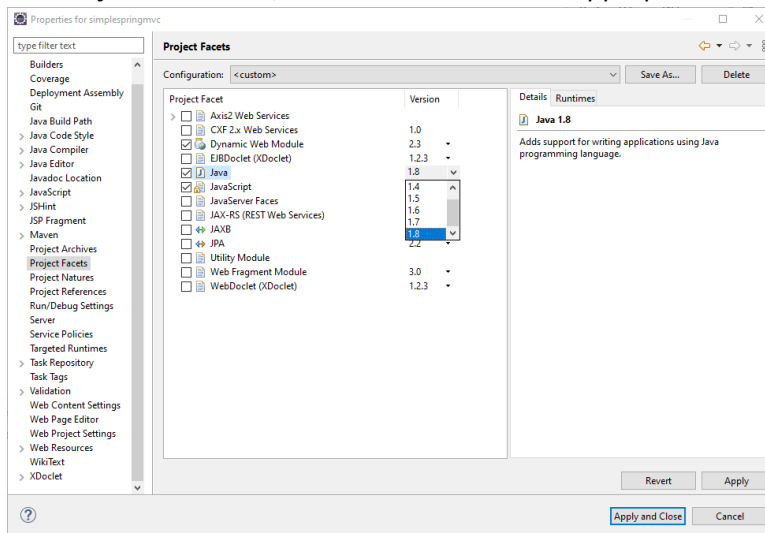 Properties for simplespringmvc
type filter text
Builders
Coverage
Deployment Assembly
Git
Java Build Path
Java Code Style
Java Compiler
Java Editor
Javadoc Location
JavaScript
JSHint
JSP Fragment
Maven
Project Archives
Project Facets
Project Natures
Project References
Run/Debug Settings
Server
Service Policies
Targeted Runtimes
Task Repository
Task Tags
Validation
Web Content Settings
Web Page Editor
Web Project Settings
Web Resources
WikiText
XDoclet
Project Facets
Configuration: <custom> Save As... Delete
Project Facet Version
Axis2 Web Services
CXF 2.x Web Services 1.0
Dynamic Web Module 2.3
EJBDoclet (XDoclet) 1.2.3
Java 1.8
JavaScript 1.4
JavaServer Faces 1.5
JAX-RS (REST Web Services) 1.6
JAXB 1.7
1.8
JPA 2.2
Utility Module
Web Fragment Module 3.0
WebDoclet (XDoclet) 1.2.3
Details Runtimes
Java 1.8
Adds support for writing applications using Java
programming language.
Revert Apply
Apply and Close Cancel